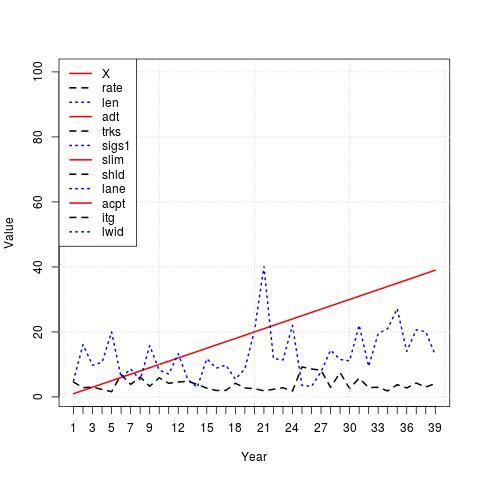 100
80
60
40
20
0
Value
X
rate
len
adt
trks
sigs1
slim
shld
lane
acpt
itg
lwid
1 3 5 7 9 12 15 18 21 24 27 30 33 36 39
Year